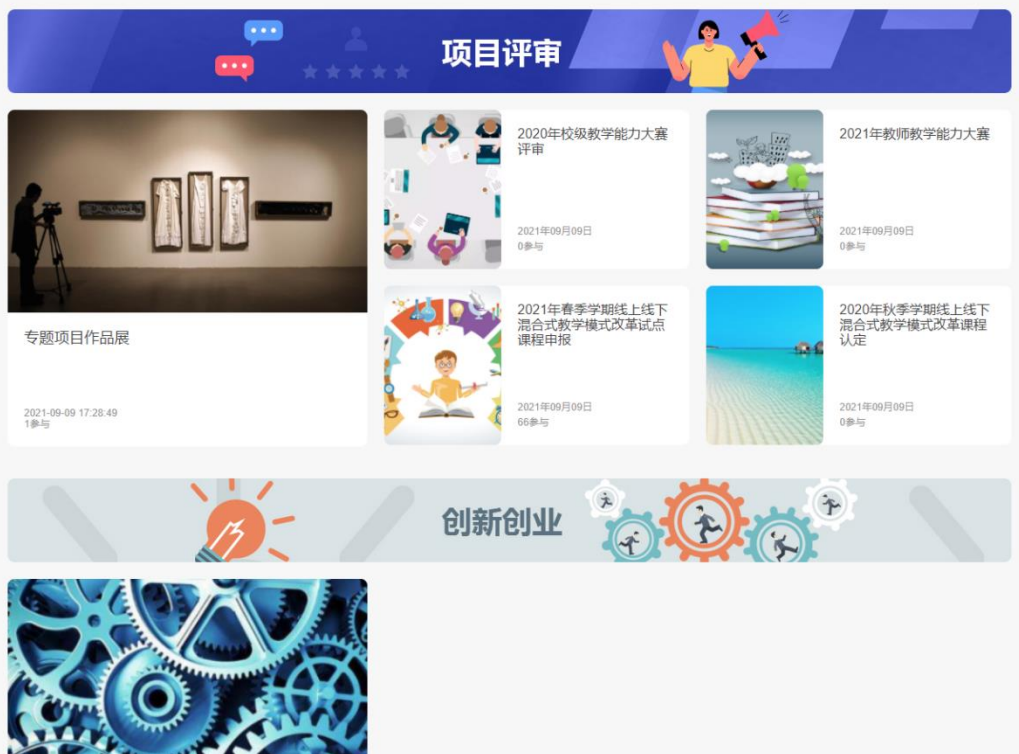 项目评审
专题项目作品展
2021-09-09 17:28:49
1参与
2020年校级教学能力大赛
评审
2021年09月09日
0参与
2021年教师教学能力大赛
2021年09月09日
0参与
2021年春季学期线上线下
混合式教学模式改革试点
课程申报
2021年09月09日
66参与
2020年秋季学期线上线下
混合式教学模式改革课程
认定
2021年09月09日
0参与
创新创业